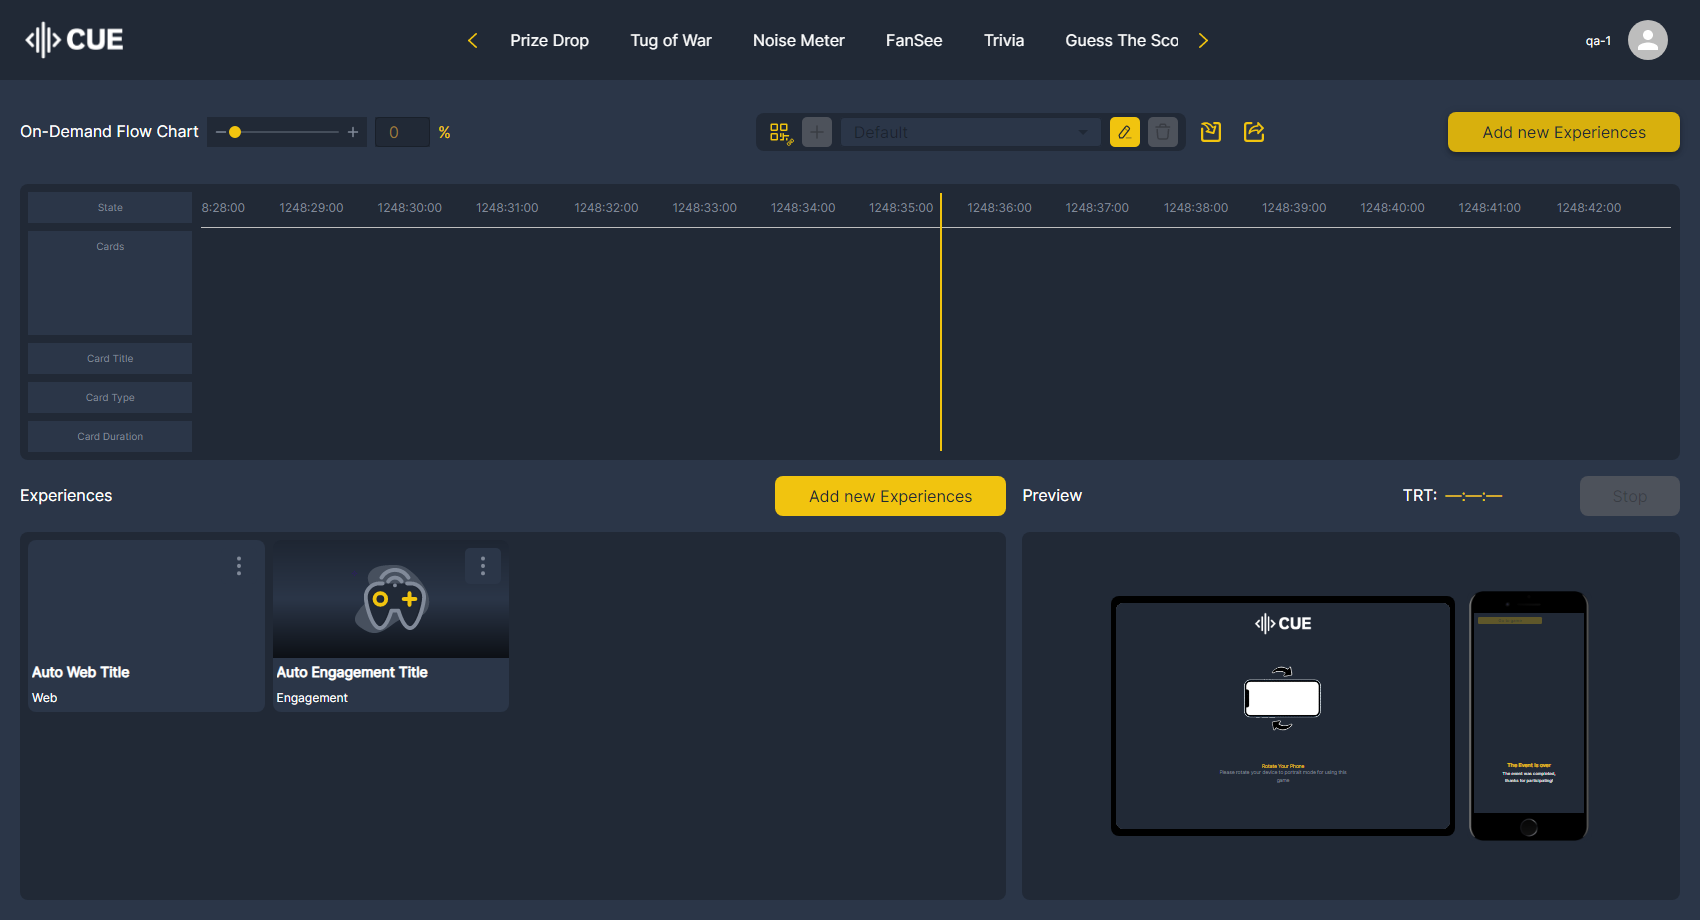 CUE
Prize Drop
Tug of War
Noise Meter
FanSee
Trivia
Guess The Sco
qa-1
On-Demand Flow Chart
0
%
Default
Add new Experiences
State
8:28:00
1248:29:00
1248:30:00
1248:31:00
1248:32:00
1248:33:00
1248:34:00
1248:35:00
1248:36:00
1248:37:00
1248:38:00
1248:39:00
1248:40:00
1248:41:00
1248:42:00
Cards
Card Title
Card Type
Card Duration
Experiences
Add new Experiences
Preview
TRT: —:—:—
Stop
Auto Web Title
Web
Auto Engagement Title
Engagement
CUE
Rotate Your Phone
Please rotate your device to portrait mode for using this
game
The Event is over
The event was completed,
thanks for participating!